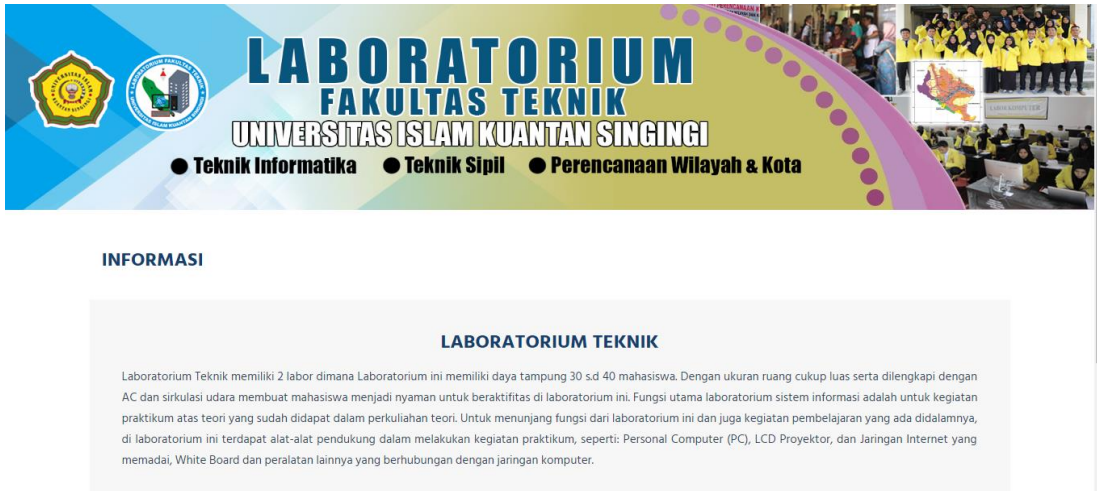 LABORATORIUM
FAKULTAS TEKNIK
UNIVERSITAS ISLAM KUANTAN SINGINGI
● Teknik Informatika ● Teknik Sipil ● Perencanaan Wilayah & Kota
LABOR KOMPUTER
INFORMASI
LABORATORIUM TEKNIK
Laboratorium Teknik memiliki 2 labor dimana Laboratorium ini memiliki daya tampung 30 s.d 40 mahasiswa. Dengan ukuran ruang cukup luas serta dilengkapi dengan
AC dan sirkulasi udara membuat mahasiswa menjadi nyaman untuk beraktifitas di laboratorium ini. Fungsi utama laboratorium sistem informasi adalah untuk kegiatan
praktikum atas teori yang sudah didapat dalam perkuliahan teori. Untuk menunjang fungsi dari laboratorium ini dan juga kegiatan pembelajaran yang ada didalamnya,
di laboratorium ini terdapat alat-alat pendukung dalam melakukan kegiatan praktikum, seperti: Personal Computer (PC), LCD Proyektor, dan Jaringan Internet yang
memadai, White Board dan peralatan lainnya yang berhubungan dengan jaringan komputer.